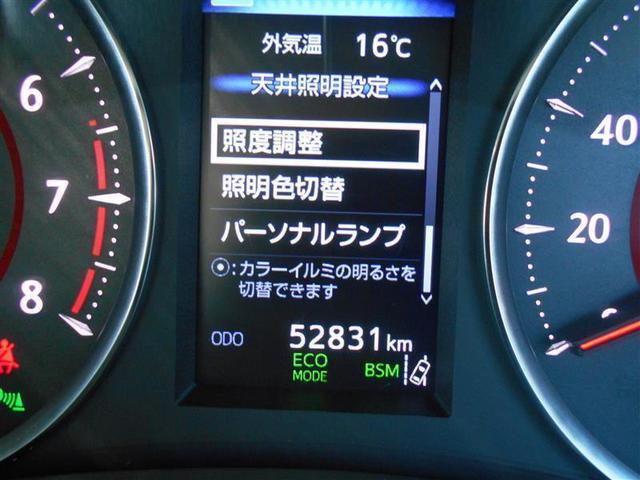 外気温 16℃
天井照明設定
照度調整
照明色切替
パーソナルランプ
◉:カラーイルミの明るさを
切替できます
ODO 52831km
ECO
MODE
BSM
6
7
8
40
20